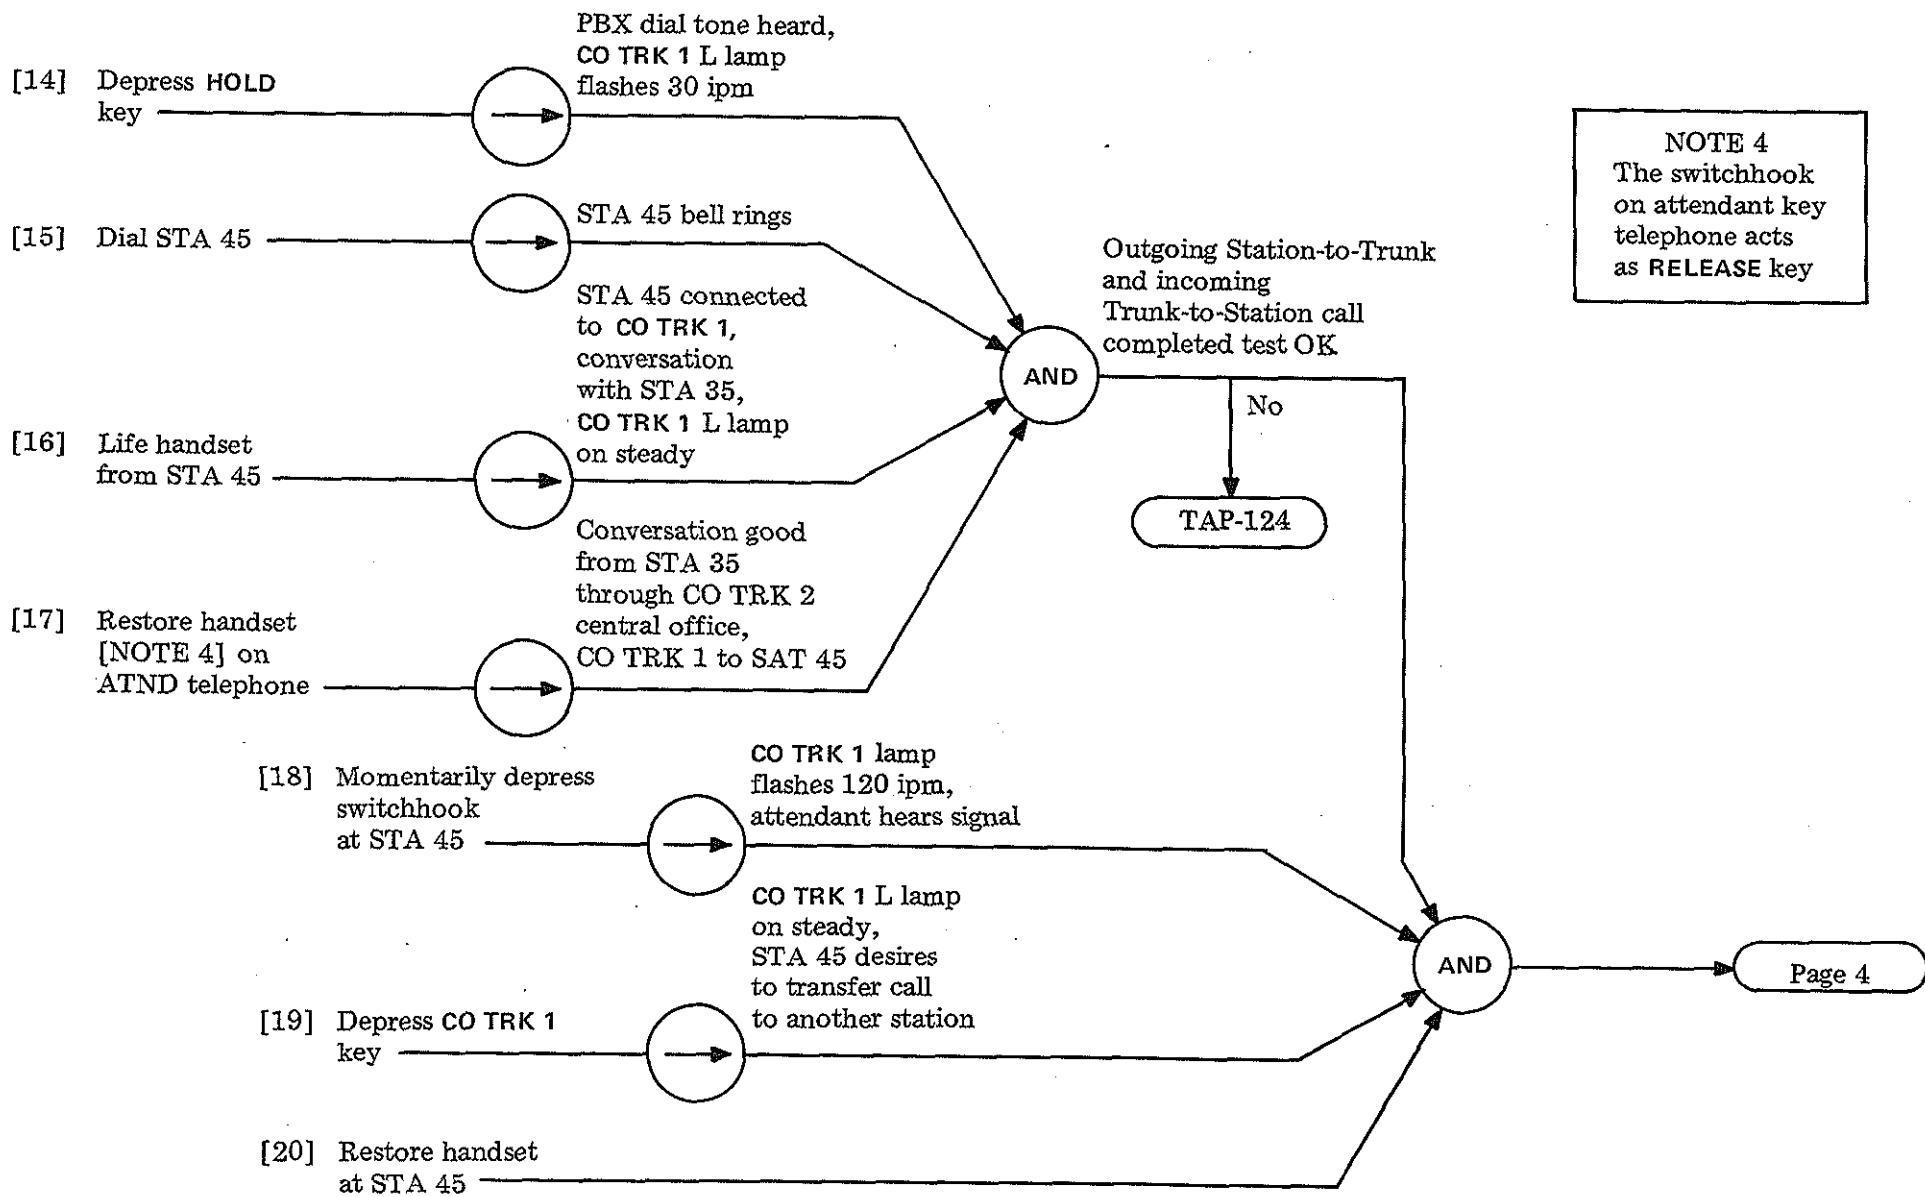 [14] Depress HOLD
key
PBX dial tone heard,
CO TRK 1 L lamp
flashes 30 ipm
[15] Dial STA 45
STA 45 bell rings
[16] Life handset
from STA 45
STA 45 connected
to CO TRK 1,
conversation
with STA 35,
CO TRK 1 L lamp
on steady
[17] Restore handset
[NOTE 4] on
ATND telephone
Conversation good
from STA 35
through CO TRK 2
central office,
CO TRK 1 to SAT 45
AND
Outgoing Station-to-Trunk
and incoming
Trunk-to-Station call
completed test OK
No
TAP-124
NOTE 4
The switchhook
on attendant key
telephone acts
as RELEASE key
[18] Momentarily depress
switchhook
at STA 45
CO TRK 1 lamp
flashes 120 ipm,
attendant hears signal
[19] Depress CO TRK 1
key
CO TRK 1 L lamp
on steady,
STA 45 desires
to transfer call
to another station
[20] Restore handset
at STA 45
AND
Page 4